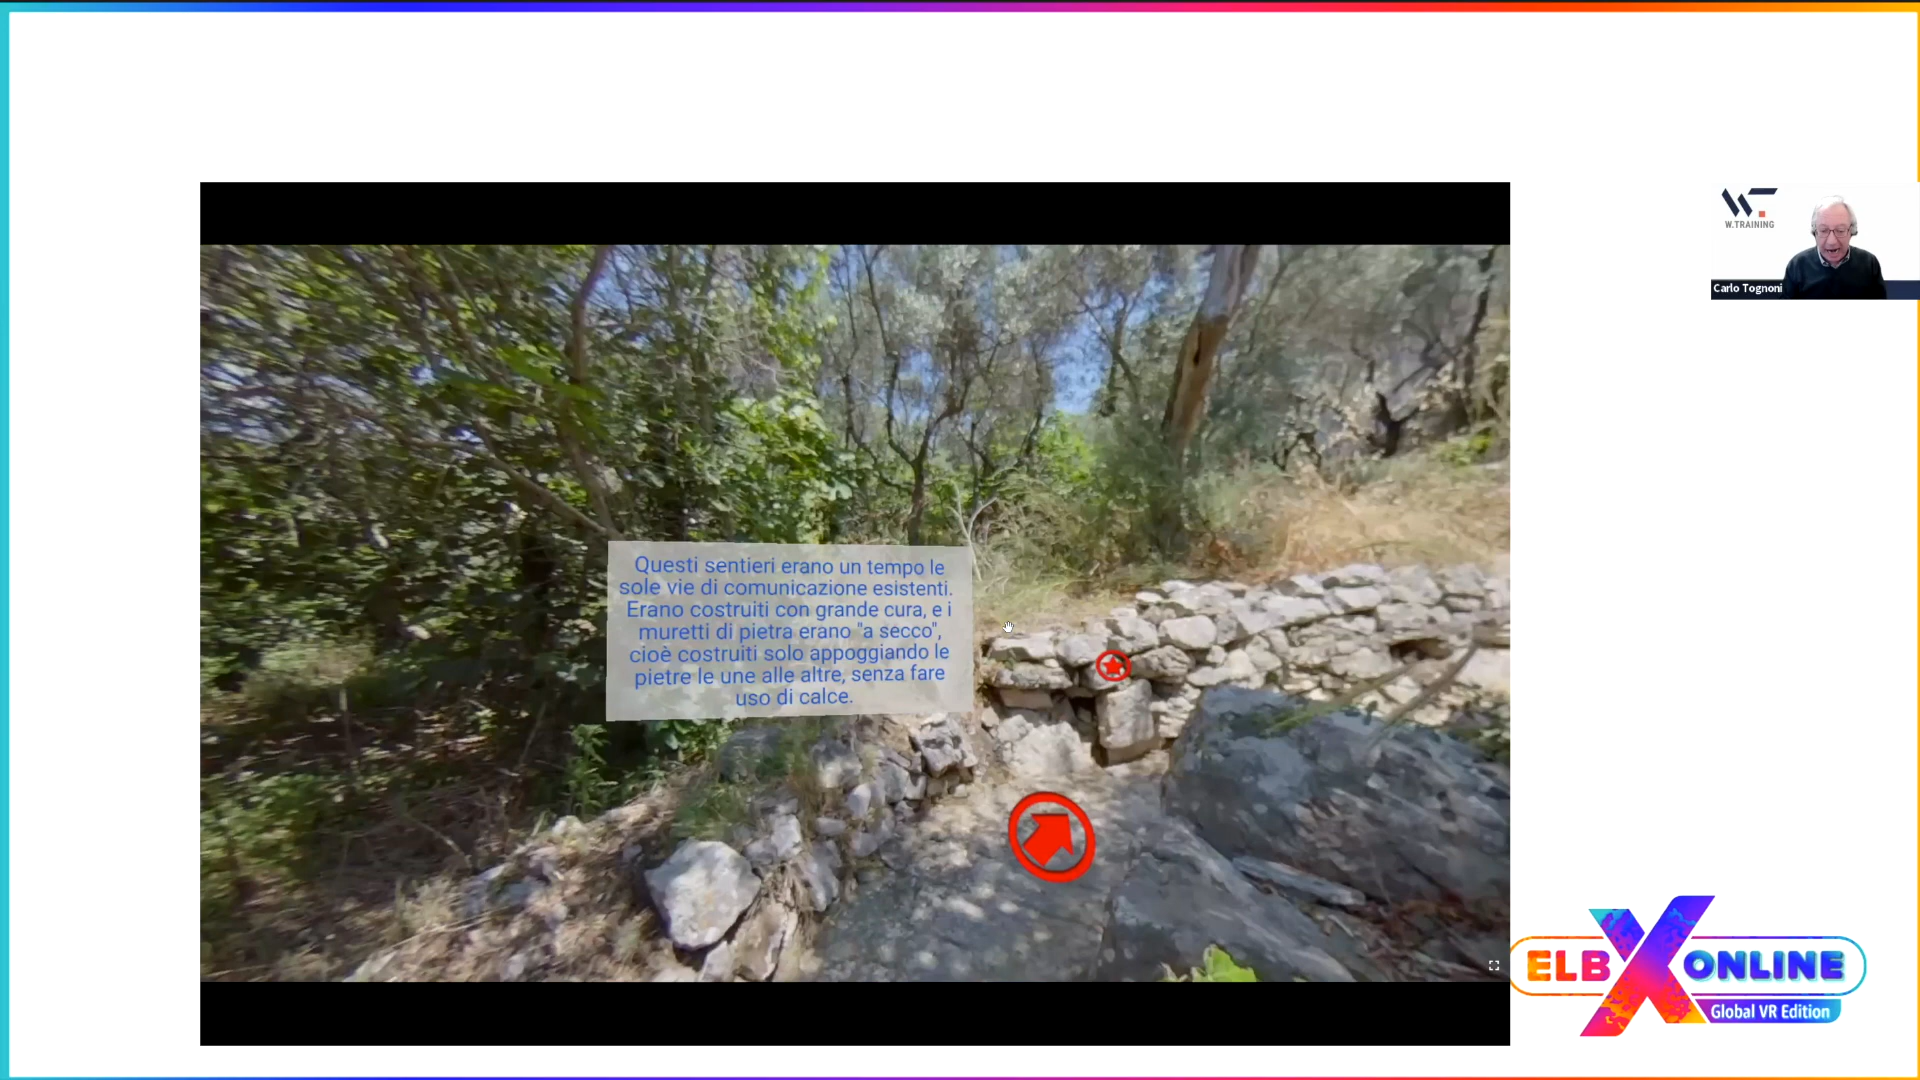 W.TRAINING
Carlo Tognoni
Questi sentieri erano un tempo le
sole vie di comunicazione esistenti.
Erano costruiti con grande cura, e i
muretti di pietra erano "a secco",
cioè costruiti solo appoggiando le
pietre le une alle altre, senza fare
uso di calce.
ELB X ONLINE
Global VR Edition